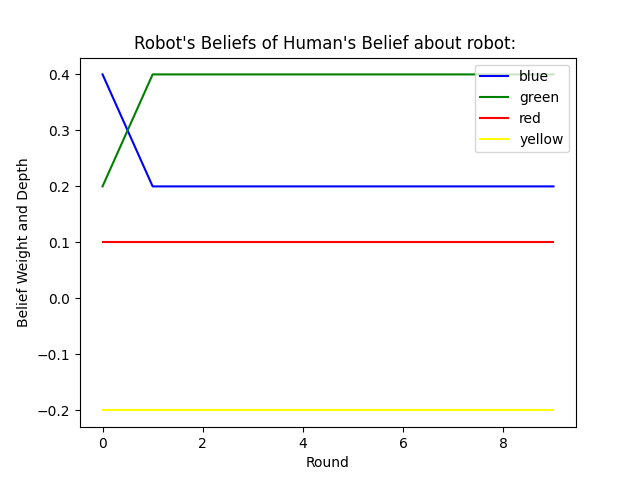 Robot's Beliefs of Human's Belief about robot:
blue
green
red
yellow
0.4
0.3
0.2
0.1
0.0
−0.1
−0.2
Belief Weight and Depth
0 2 4 6 8
Round